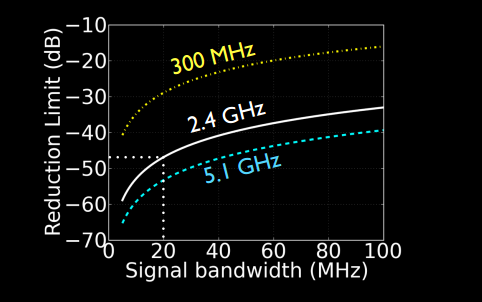 Reduction Limit (dB)
−10
−20
−30
−40
−50
−60
−70
300 MHz
2.4 GHz
5.1 GHz
0 20 40 60 80 100
Signal bandwidth (MHz)